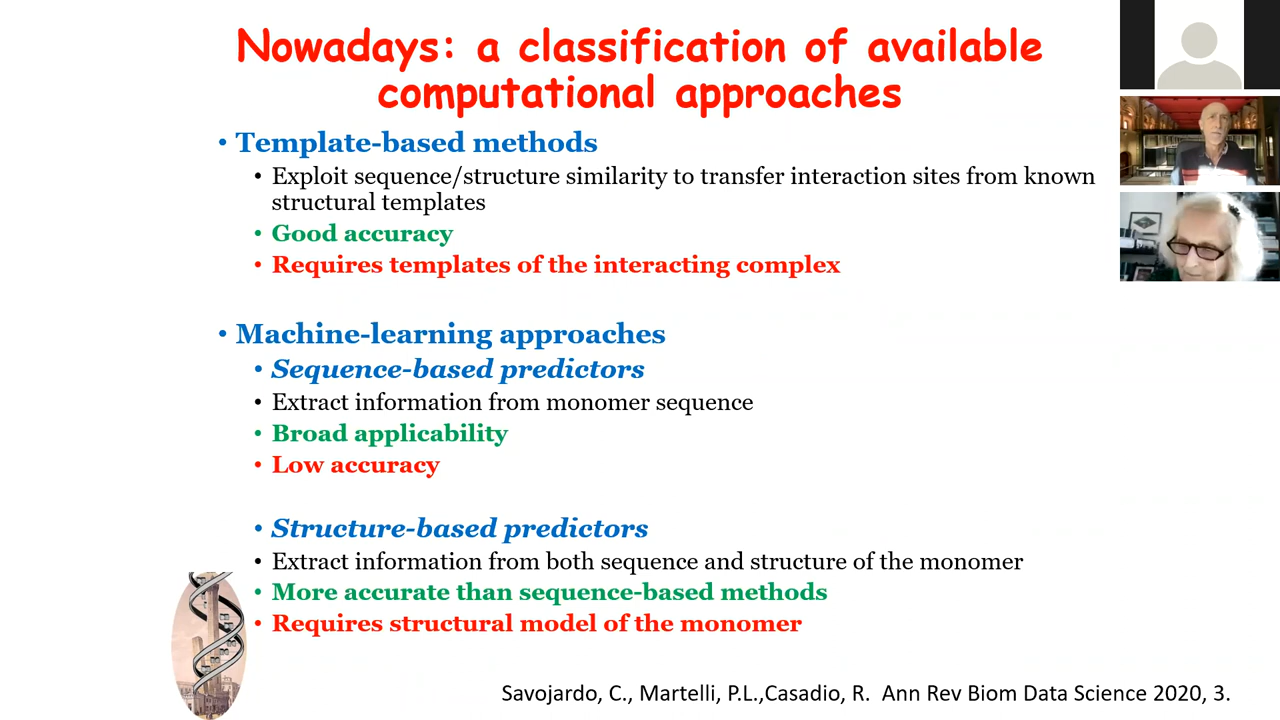 Nowadays: a classification of available
computational approaches
• Template-based methods
• Exploit sequence/structure similarity to transfer interaction sites from known
structural templates
• Good accuracy
• Requires templates of the interacting complex
• Machine-learning approaches
• Sequence-based predictors
• Extract information from monomer sequence
• Broad applicability
• Low accuracy
• Structure-based predictors
• Extract information from both sequence and structure of the monomer
• More accurate than sequence-based methods
• Requires structural model of the monomer
Savojardo, C., Martelli, P.L.,Casadio, R. Ann Rev Biom Data Science 2020, 3.